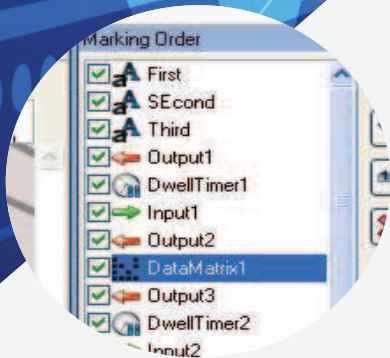 Marking Order
First
SEcond
Third
Output1
DwellTimer1
Input1
Output2
DataMatrix1
Output3
DwellTimer2
Input2